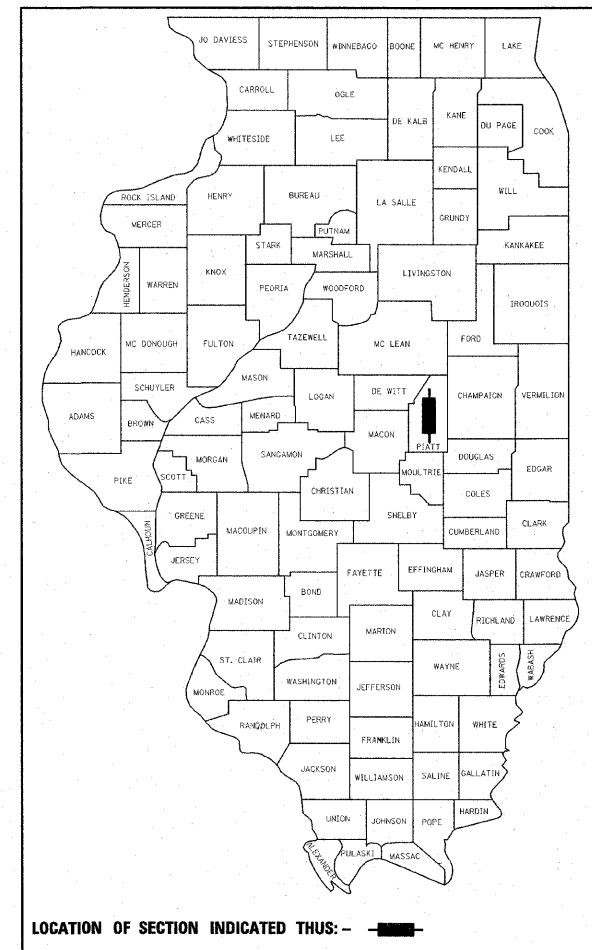 JO DAVIESS STEPHENSON WINNEBAGO BOONE MC HENRY LAKE
CARROLL OGLE DE KALB KANE DU PAGE COOK
WHITESIDE LEE
KENDALL WILL
ROCK ISLAND HENRY BUREAU LA SALLE GRUNDY
MERCER PUTNAM
STARK MARSHALL KANKAKEE
HENDERSON WARREN KNOX PEORIA WOODFORD LIVINGSTON IROQUOIS
HANCOCK MC DONOUGH FULTON TAZEWELL MC LEAN FORD
MASON
SCHUYLER LOGAN DE WITT CHAMPAIGN VERMILION
ADAMS BROWN CASS MENARD MACON PIATT
MORGAN SANGAMON DOUGLAS EDGAR
PIKE SCOTT CHRISTIAN MOULTRIE COLES
GREENE MACOUPIN MONTGOMERY SHELBY CUMBERLAND CLARK
CALHOUN JERSEY
FAYETTE EFFINGHAM JASPER CRAWFORD
MADISON BOND CLAY RICHLAND LAWRENCE
CLINTON MARION
ST. CLAIR WAYNE EDWARDS WABASH
MONROE WASHINGTON JEFFERSON
RANDOLPH PERRY FRANKLIN HAMILTON WHITE
JACKSON WILLIAMSON SALINE GALLATIN
UNION JOHNSON POPE HARDIN
ALEXANDER PULASKI MASSAC
LOCATION OF SECTION INDICATED THUS: –